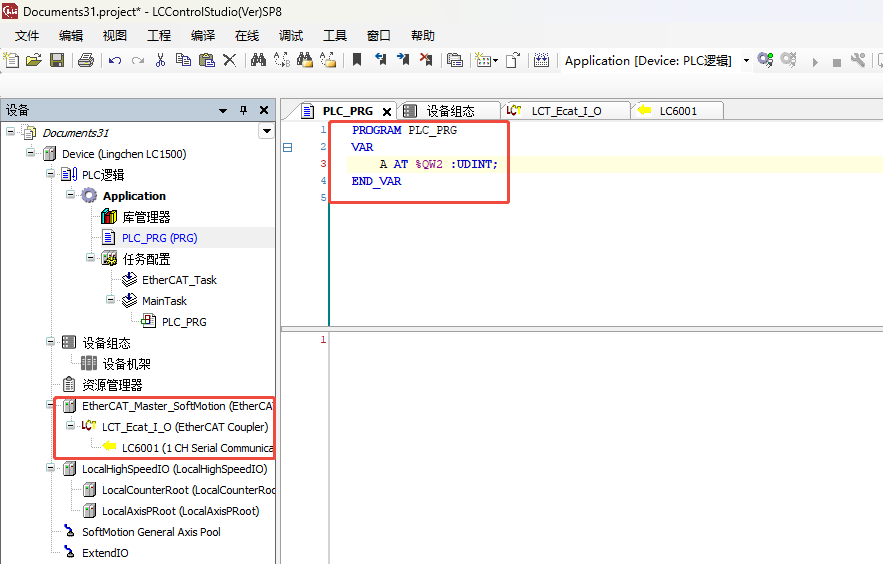 Documents31.project* - LCControlStudio(Ver)SP8
文件 编辑 视图 工程 编译 在线 调试 工具 窗口 帮助
Application [Device: PLC逻辑]
设备
Documents31
Device (Lingchen LC1500)
PLC逻辑
Application
库管理器
PLC_PRG (PRG)
任务配置
EtherCAT_Task
MainTask
PLC_PRG
设备组态
设备机架
资源管理器
EtherCAT_Master_SoftMotion (EtherCA
LCT_Ecat_I_O (EtherCAT Coupler)
LC6001 (1 CH Serial Communica
LocalHighSpeedIO (LocalHighSpeedIO)
LocalCounterRoot (LocalCounterRoo
LocalAxisPRoot (LocalAxisPRoot)
SoftMotion General Axis Pool
ExtendIO
PLC_PRG 设备组态 LCT_Ecat_I_O LC6001
1 PROGRAM PLC_PRG
2 VAR
3 A AT %QW2 :UDINT;
4 END_VAR
5
1